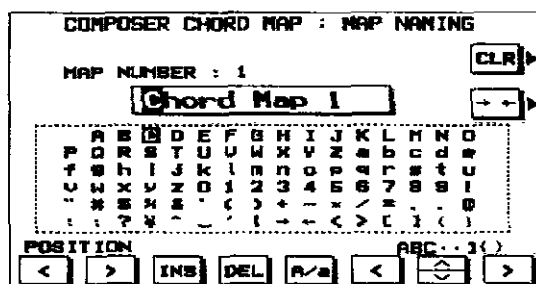 COMPOSER CHORD MAP : MAP NAMING
CLR
MAP NUMBER : 1
Chord Map 1
→ ←
A B C D E F G H I J K L M N O
P Q R S T U V W X Y Z a b c d e
f g h i j k l m n o p q r s t u
v w x y z 0 1 2 3 4 5 6 7 8 9 !
" # $ % & ' ( ) + - × / = , . @
; : ? ¥ ^ _ ` | → ← < > [ ] { }
POSITION
ABC··}()
< > INS DEL A/a < >